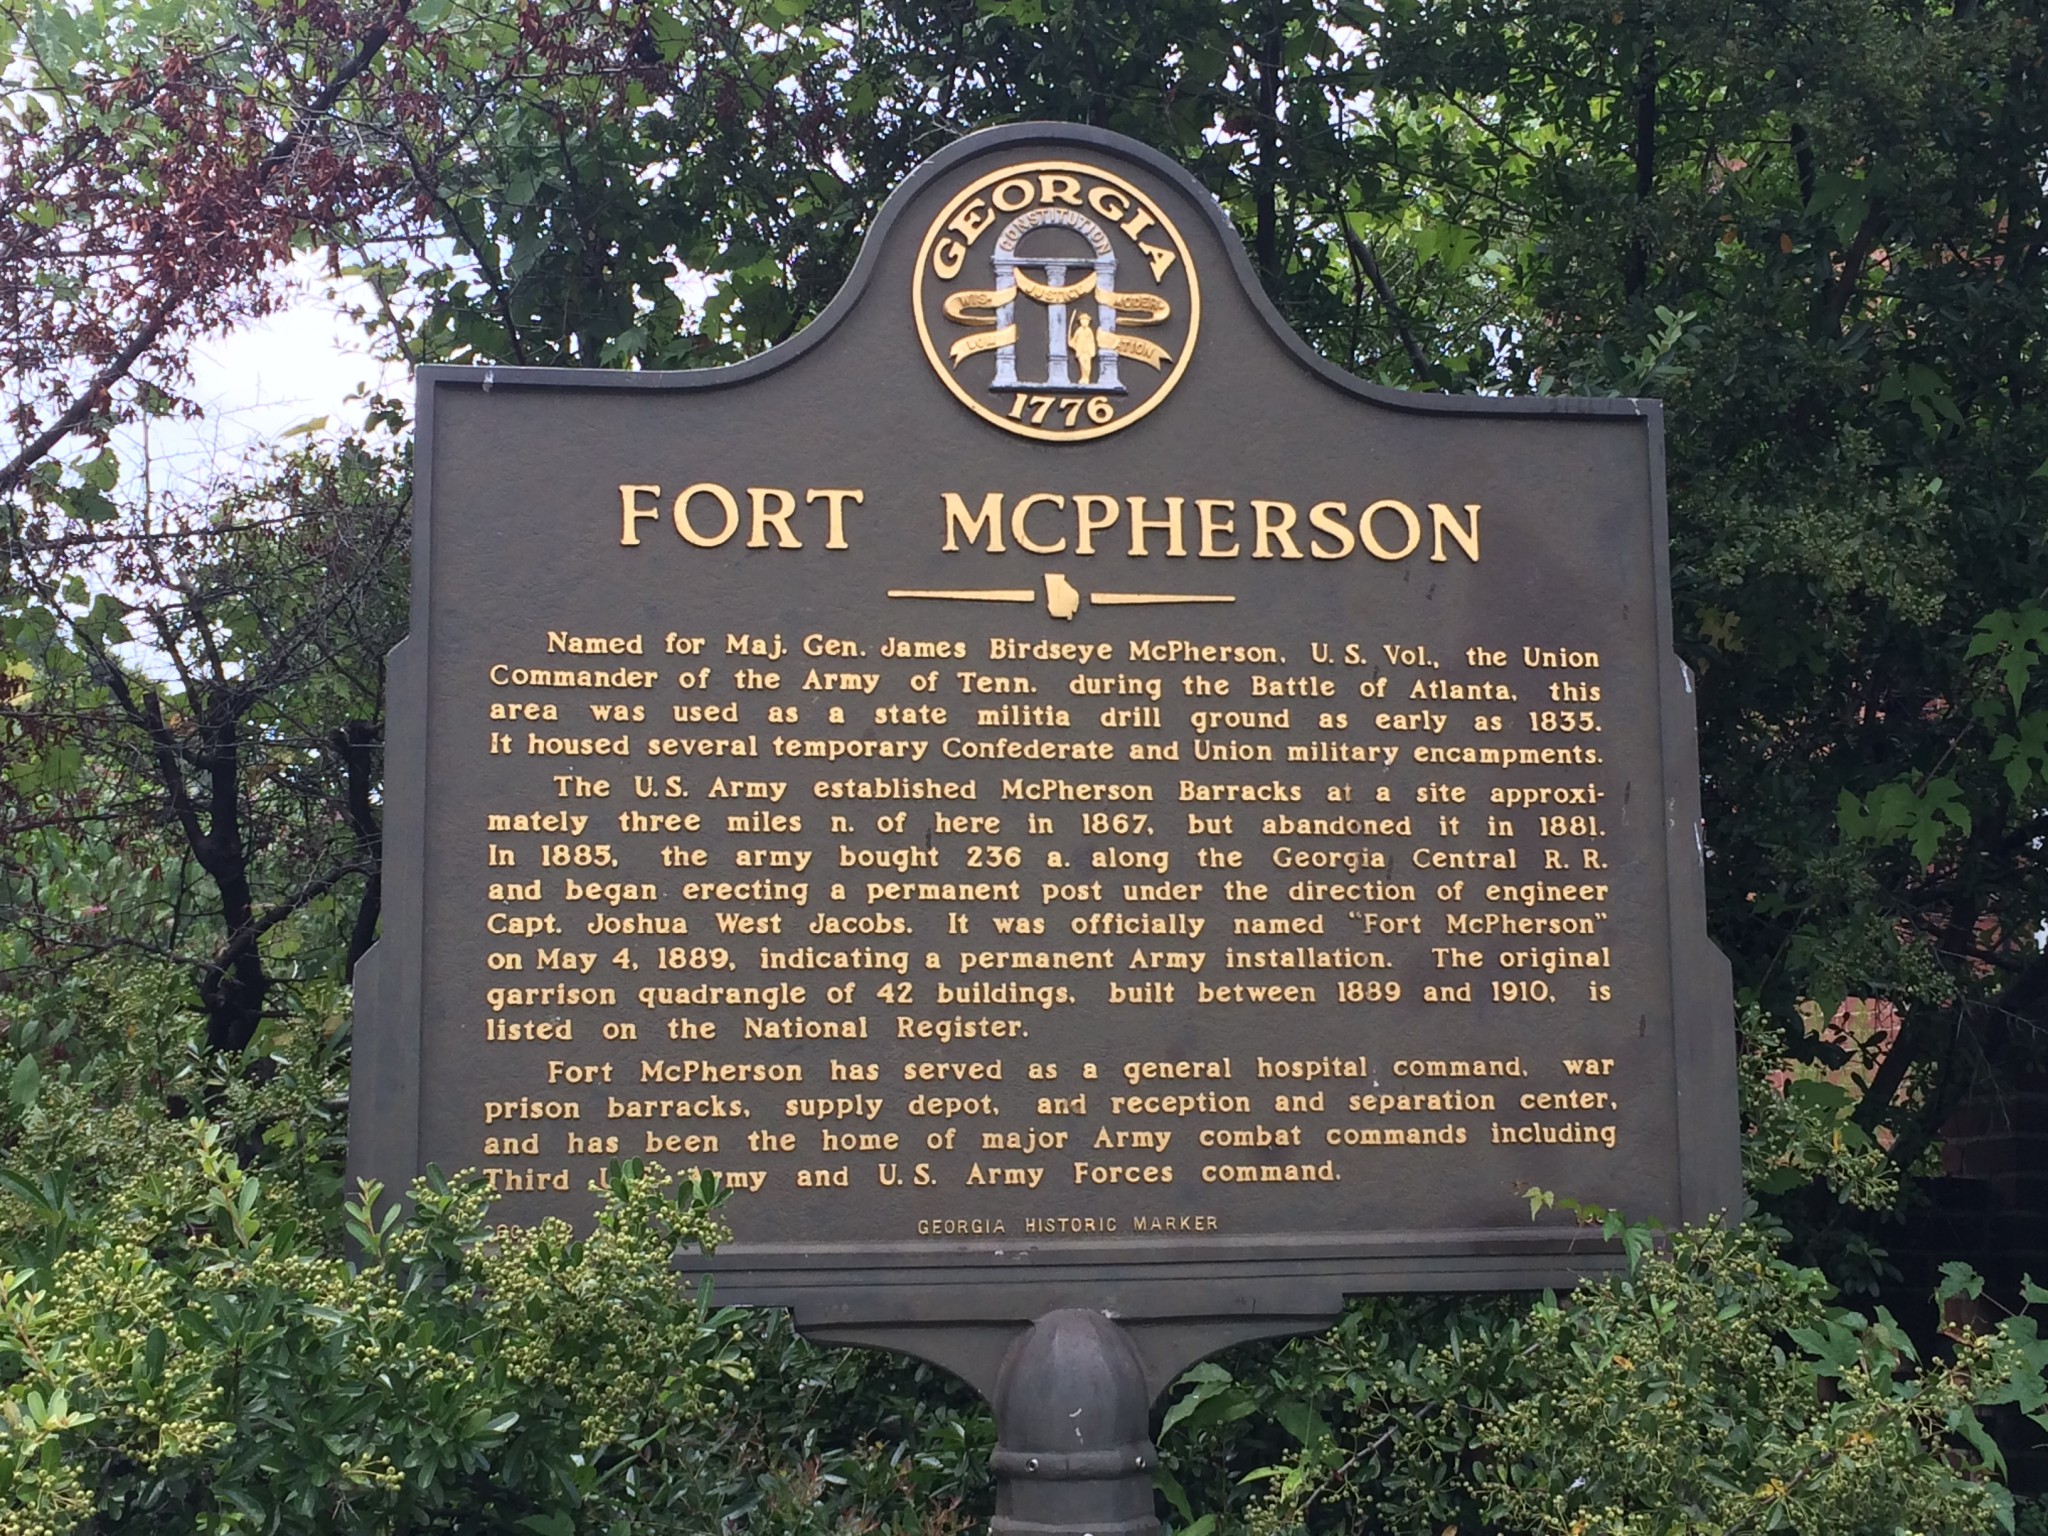 GEORGIA
CONSTITUTION
WIS- JUSTICE MODER-
DOM ATION
1776
FORT MCPHERSON
Named for Maj. Gen. James Birdseye McPherson, U.S. Vol., the Union
Commander of the Army of Tenn. during the Battle of Atlanta, this
area was used as a state militia drill ground as early as 1835.
It housed several temporary Confederate and Union military encampments.
The U.S. Army established McPherson Barracks at a site approxi-
mately three miles n. of here in 1867, but abandoned it in 1881.
In 1885, the army bought 236 a. along the Georgia Central R. R.
and began erecting a permanent post under the direction of engineer
Capt. Joshua West Jacobs. It was officially named "Fort McPherson"
on May 4, 1889, indicating a permanent Army installation. The original
garrison quadrangle of 42 buildings, built between 1889 and 1910, is
listed on the National Register.
Fort McPherson has served as a general hospital command, war
prison barracks, supply depot, and reception and separation center,
and has been the home of major Army combat commands including
Third Army and U.S. Army Forces command.
GEORGIA HISTORIC MARKER